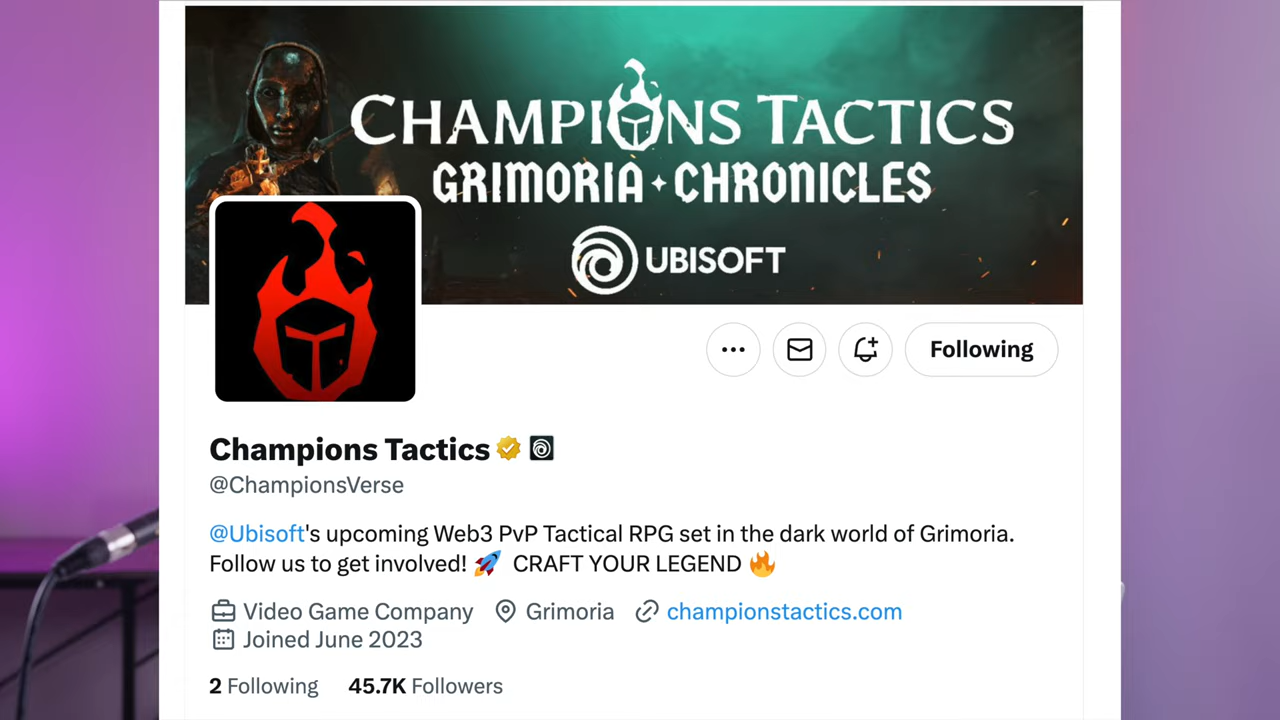 CHAMPIONS TACTICS
GRIMORIA CHRONICLES
UBISOFT
Following
Champions Tactics
@ChampionsVerse
@Ubisoft's upcoming Web3 PvP Tactical RPG set in the dark world of Grimoria.
Follow us to get involved! 🚀 CRAFT YOUR LEGEND 🔥
Video Game Company Grimoria championstactics.com
Joined June 2023
2 Following 45.7K Followers